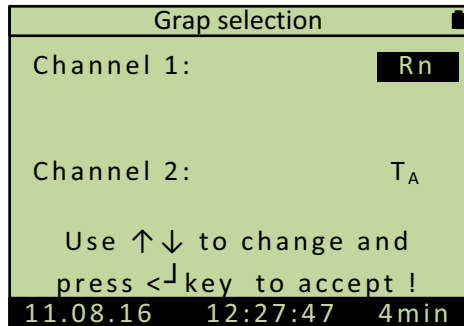 Grap selection
Channel 1: Rn
Channel 2: TA
Use ↑↓ to change and
press <┘key to accept !
11.08.16 12:27:47 4min